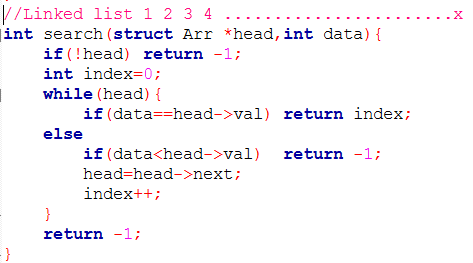 //Linked list 1 2 3 4 .......................x
int search(struct Arr *head,int data){
    if(!head) return -1;
    int index=0;
    while(head){
        if(data==head->val) return index;
    else
        if(data<head->val)  return -1;
        head=head->next;
        index++;
    }
    return -1;
}